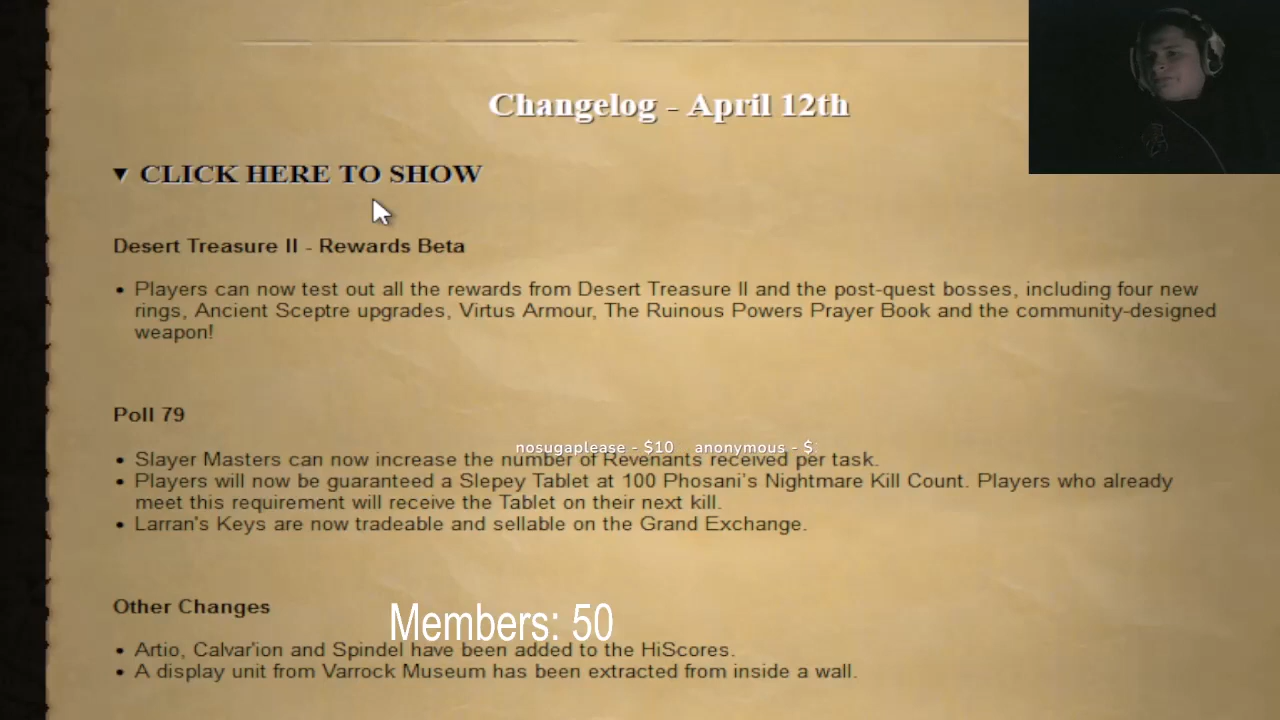 Changelog - April 12th
▼ CLICK HERE TO SHOW
Desert Treasure II - Rewards Beta
• Players can now test out all the rewards from Desert Treasure II and the post-quest bosses, including four new
rings, Ancient Sceptre upgrades, Virtus Armour, The Ruinous Powers Prayer Book and the community-designed
weapon!
Poll 79
nosugaplease - $10 anonymous - $
• Slayer Masters can now increase the number of Revenants received per task.
• Players will now be guaranteed a Slepey Tablet at 100 Phosani's Nightmare Kill Count. Players who already
meet this requirement will receive the Tablet on their next kill.
• Larran's Keys are now tradeable and sellable on the Grand Exchange.
Other Changes
Members: 50
• Artio, Calvar'ion and Spindel have been added to the HiScores.
• A display unit from Varrock Museum has been extracted from inside a wall.